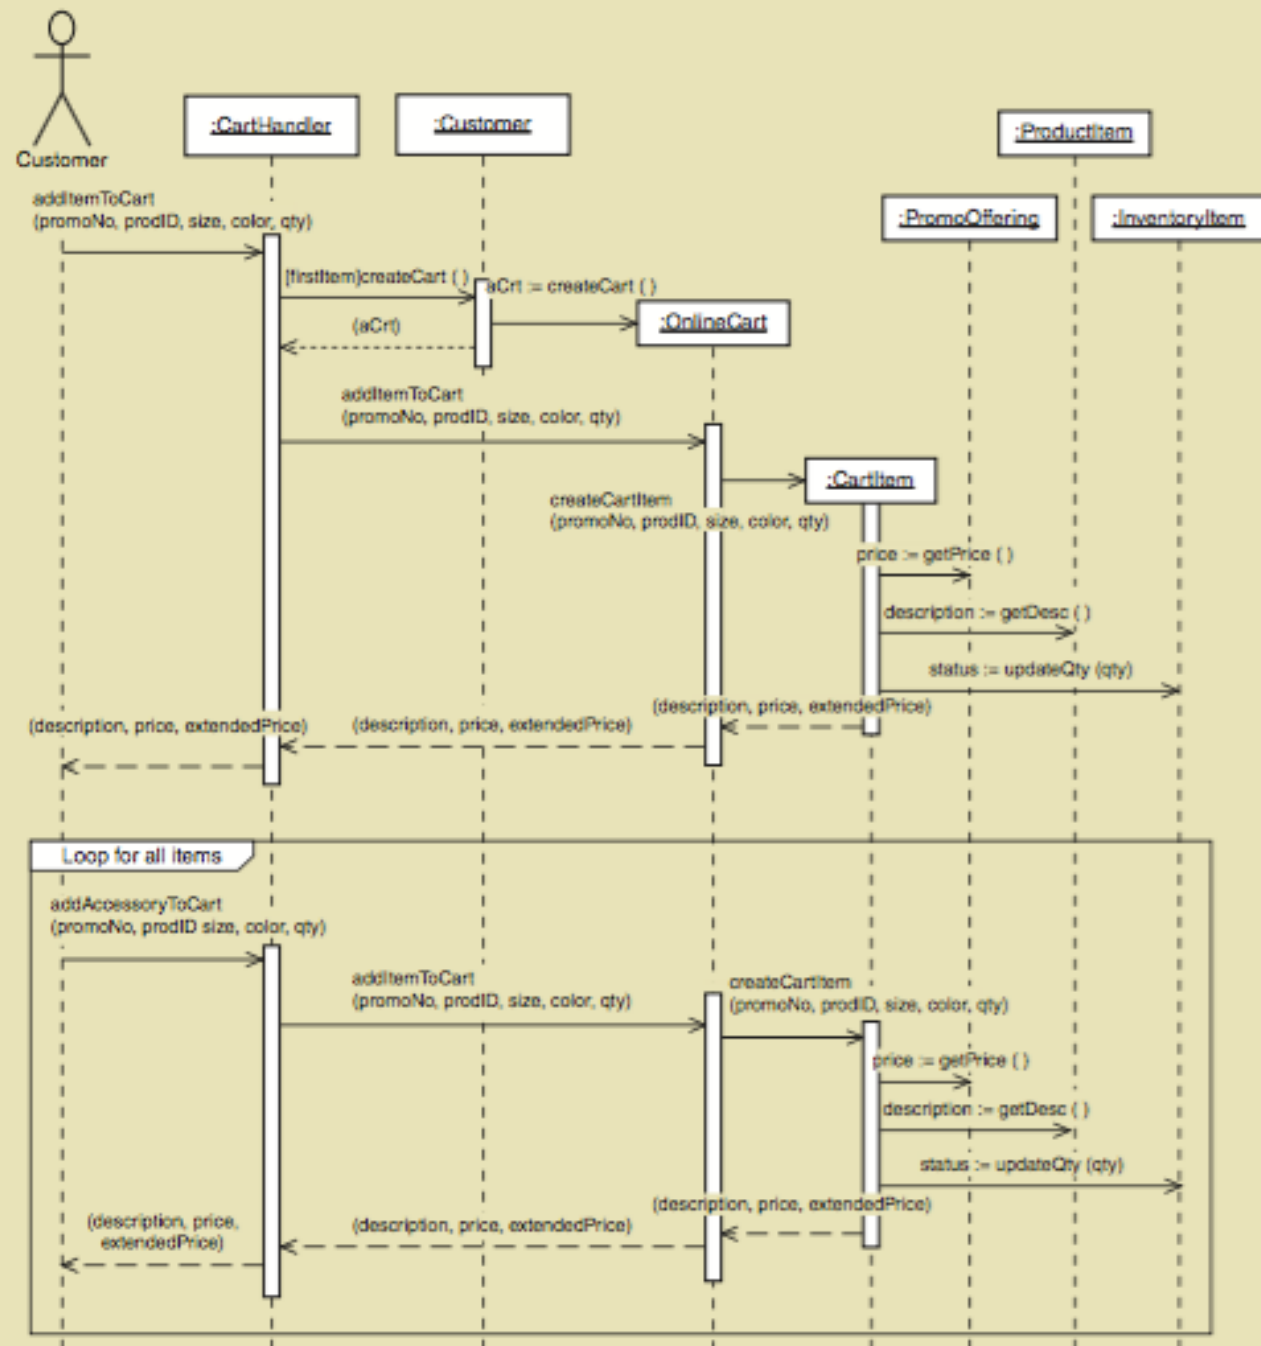 Customer
:CartHandler
:Customer
:ProductItem
:PromoOffering
:InventoryItem
addItemToCart
(promoNo, prodID, size, color, qty)
[firstItem]createCart ( )
aCrt := createCart ( )
:OnlineCart
(aCrt)
addItemToCart
(promoNo, prodID, size, color, qty)
:CartItem
createCartItem
(promoNo, prodID, size, color, qty)
price := getPrice ( )
description := getDesc ( )
status := updateQty (qty)
(description, price, extendedPrice)
(description, price, extendedPrice)
(description, price, extendedPrice)
Loop for all items
addAccessoryToCart
(promoNo, prodID size, color, qty)
addItemToCart
(promoNo, prodID, size, color, qty)
createCartItem
(promoNo, prodID, size, color, qty)
price := getPrice ( )
description := getDesc ( )
status := updateQty (qty)
(description, price, extendedPrice)
(description, price, extendedPrice)
(description, price,
extendedPrice)